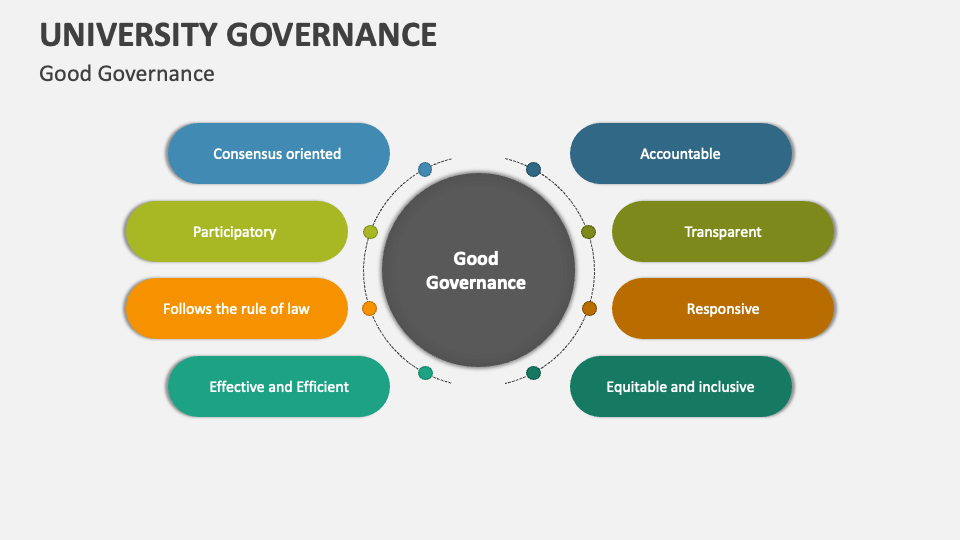 UNIVERSITY GOVERNANCE
Good Governance
Consensus oriented
Participatory
Follows the rule of law
Effective and Efficient
Good
Governance
Accountable
Transparent
Responsive
Equitable and inclusive